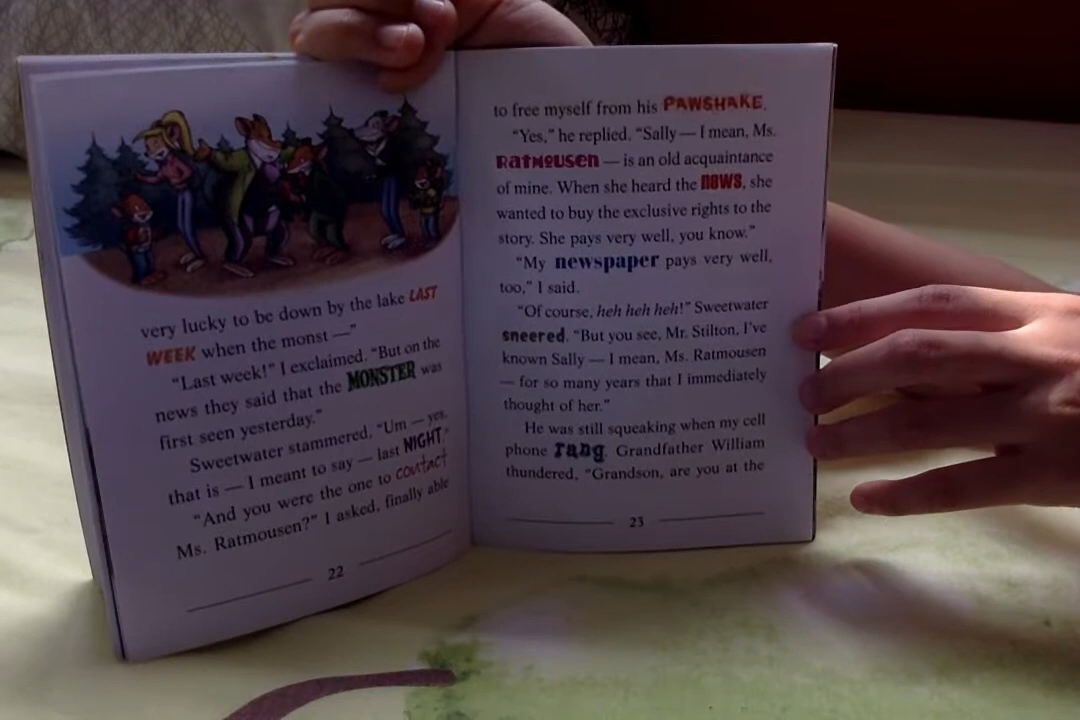 very lucky to be down by the lake LAST
WEEK when the monst —”
“Last week!” I exclaimed. “But on the
news they said that the MONSTER was
first seen yesterday.”
Sweetwater stammered. “Um — yes,
that is — I meant to say — last NIGHT.”
“And you were the one to contact
Ms. Ratmousen?” I asked, finally able
22
to free myself from his PAWSHAKE.
“Yes,” he replied. “Sally — I mean, Ms.
Ratmousen — is an old acquaintance
of mine. When she heard the news, she
wanted to buy the exclusive rights to the
story. She pays very well, you know.”
“My newspaper pays very well,
too,” I said.
“Of course, heh heh heh!” Sweetwater
sneered. “But you see, Mr. Stilton, I’ve
known Sally — I mean, Ms. Ratmousen
— for so many years that I immediately
thought of her.”
He was still squeaking when my cell
phone rang. Grandfather William
thundered, “Grandson, are you at the
23